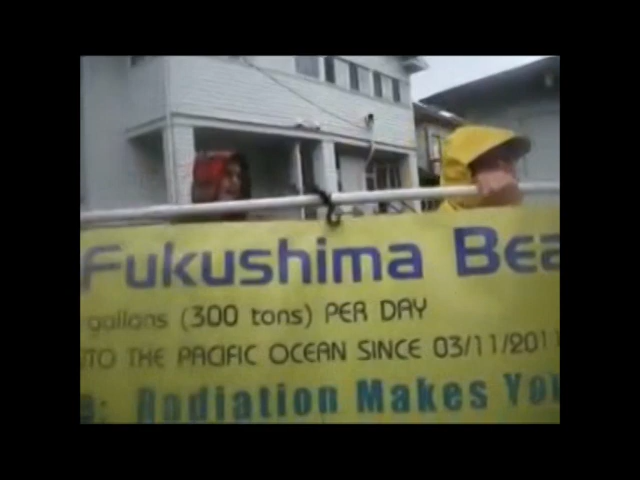 Fukushima Bea
gallons (300 tons) PER DAY
TO THE PACIFIC OCEAN SINCE 03/11/2011
e: Radiation Makes You